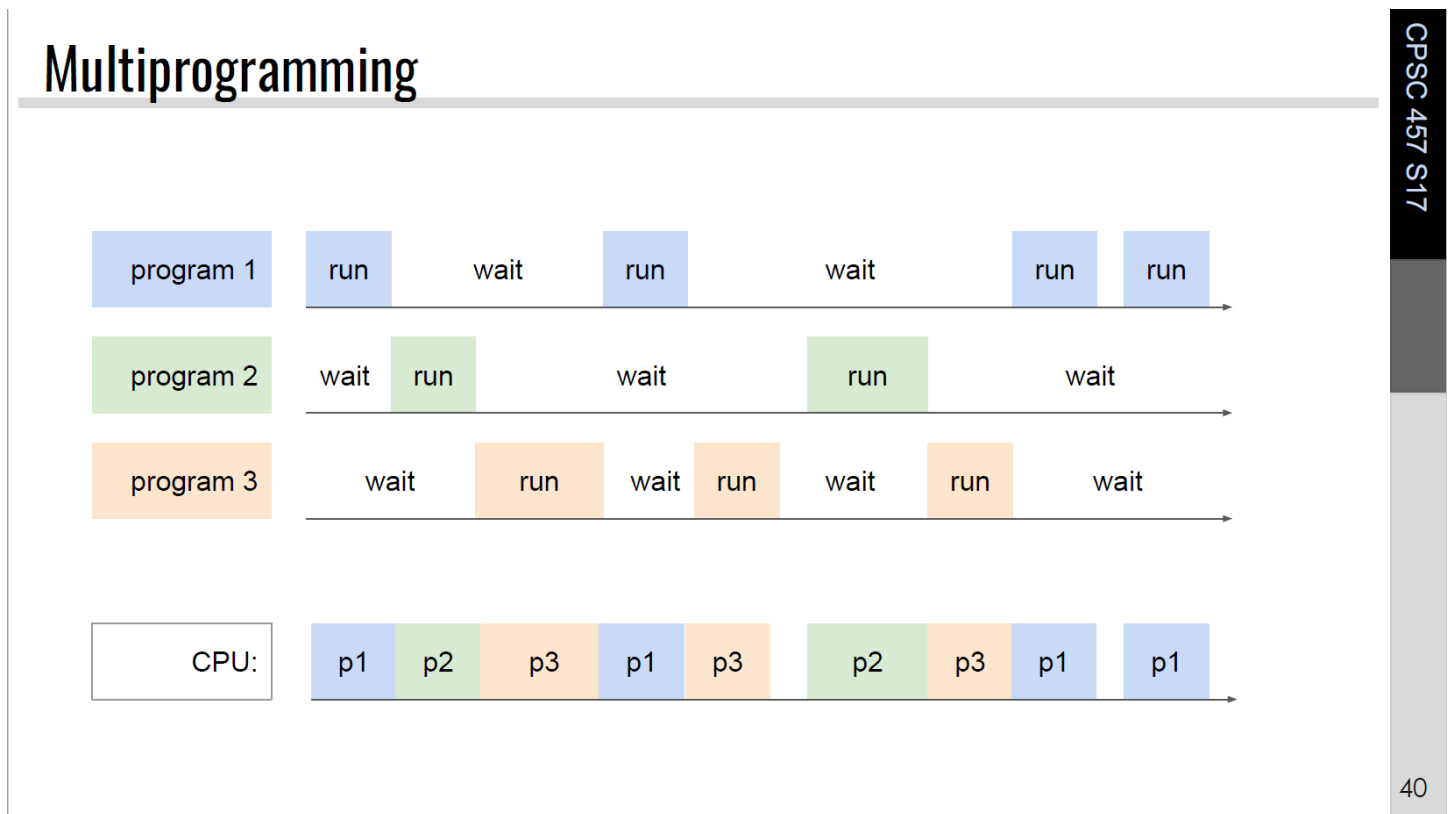 Multiprogramming
CPSC 457 S17
program 1 run wait run wait run run
program 2 wait run wait run wait
program 3 wait run wait run wait run wait
CPU: p1 p2 p3 p1 p3 p2 p3 p1 p1
40